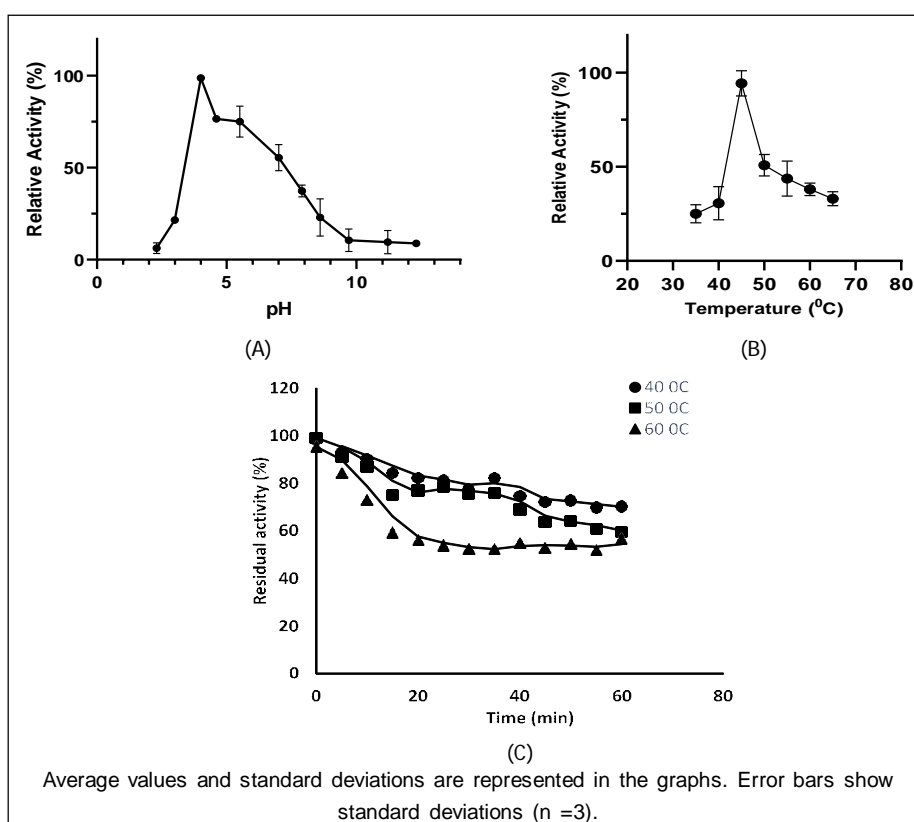 Relative Activity (%)
100
50
0
0
5
10
pH
(A)
Relative Activity (%)
100
50
0
20 30 40 50 60 70 80
Temperature (⁰C)
(B)
Residual activity (%)
120
100
80
60
40
20
0
0 20 40 60 80
Time (min)
40 0C
50 0C
60 0C
(C)
Average values and standard deviations are represented in the graphs. Error bars show
standard deviations (n =3).